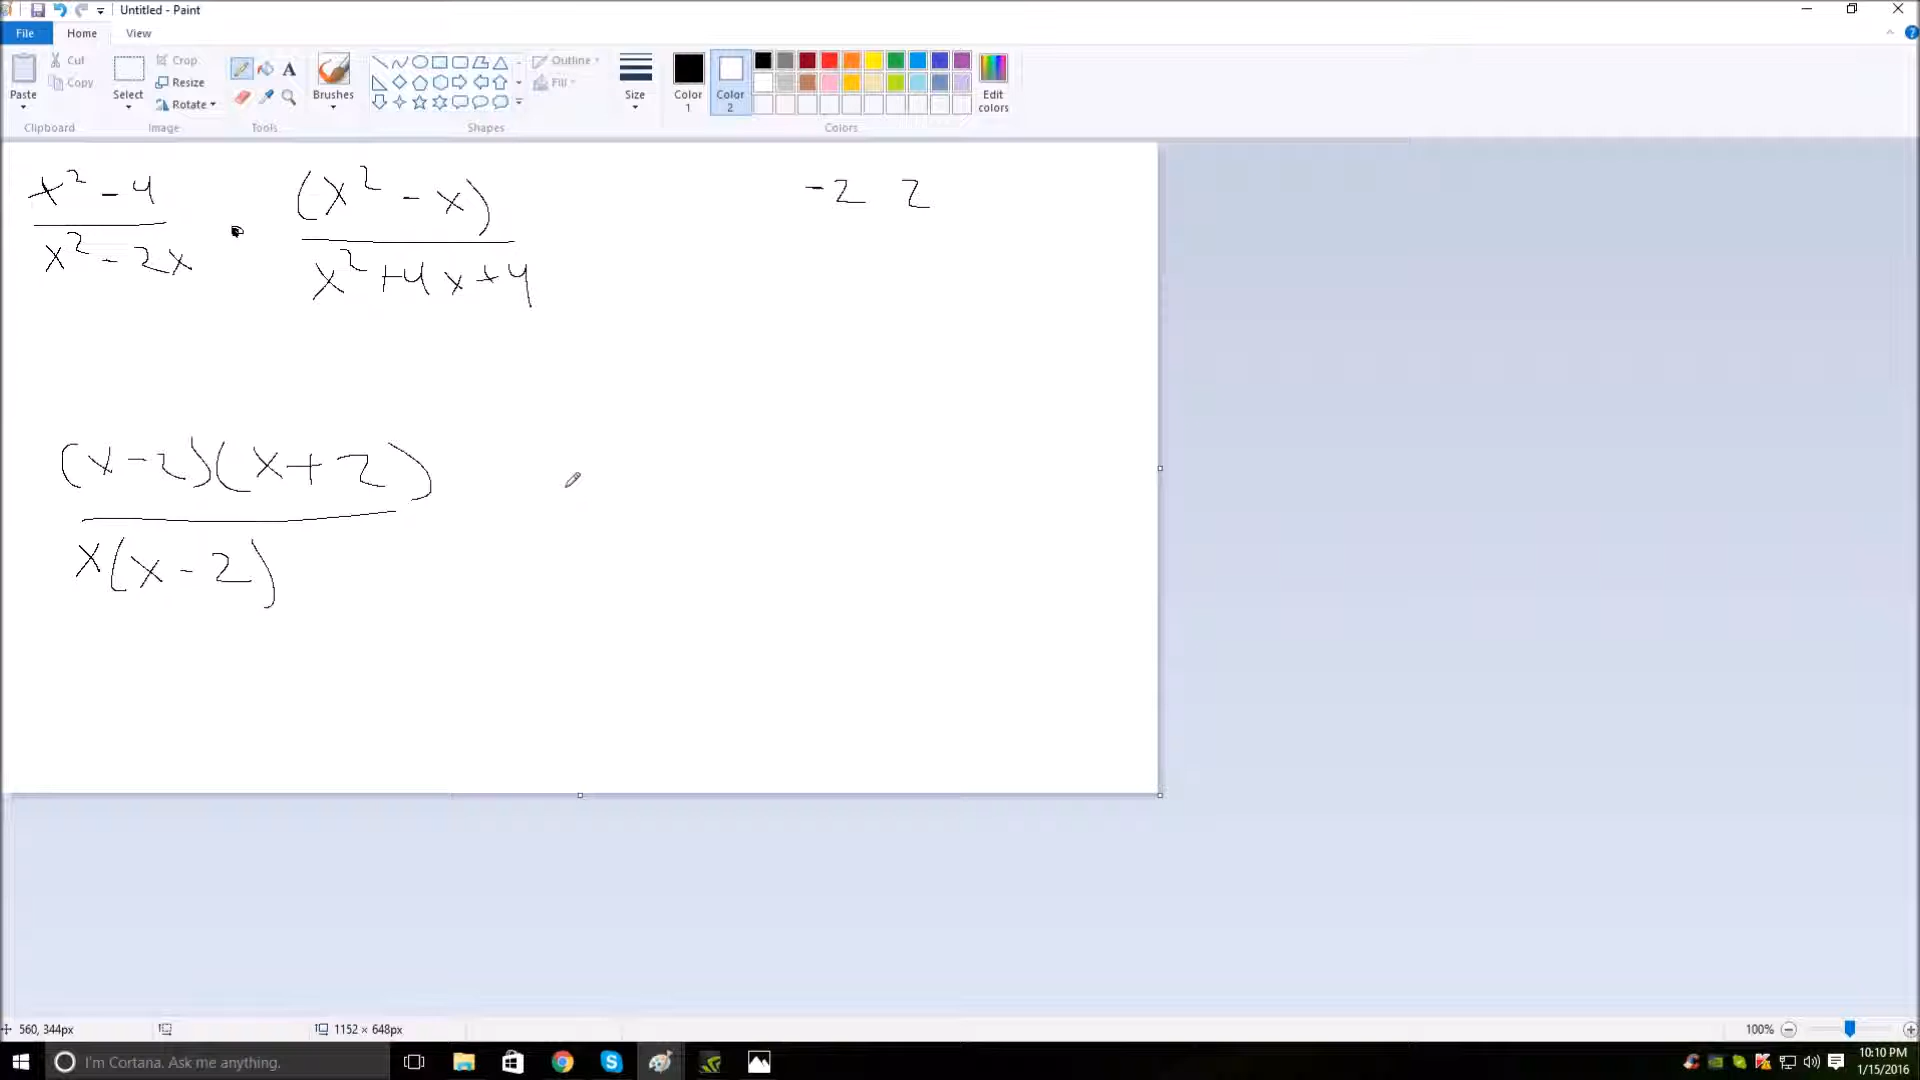 Untitled - Paint
File Home View
Paste Cut Copy Clipboard
Select Crop Resize Rotate Image
A Tools
Brushes
Shapes Outline Fill
Size
Color 1 Color 2 Edit colors Colors
x² - 4 (x² - x) -2 2
x² - 2x • x² + 4x + 4
(x - 2)(x + 2)
x(x - 2)
560, 344px 1152 × 648px 100%
I'm Cortana. Ask me anything. 10:10 PM
1/15/2016